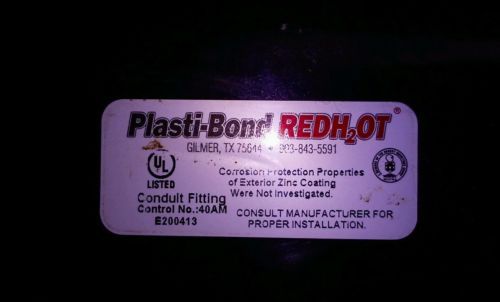 Plasti-Bond REDH₂OT®
GILMER, TX 75644 • 903-843-5591
UL
LISTED
Corrosion Protection Properties
of Exterior Zinc Coating
Were Not Investigated.
Conduit Fitting
Control No.:40AM
E200413
CONSULT MANUFACTURER FOR
PROPER INSTALLATION.